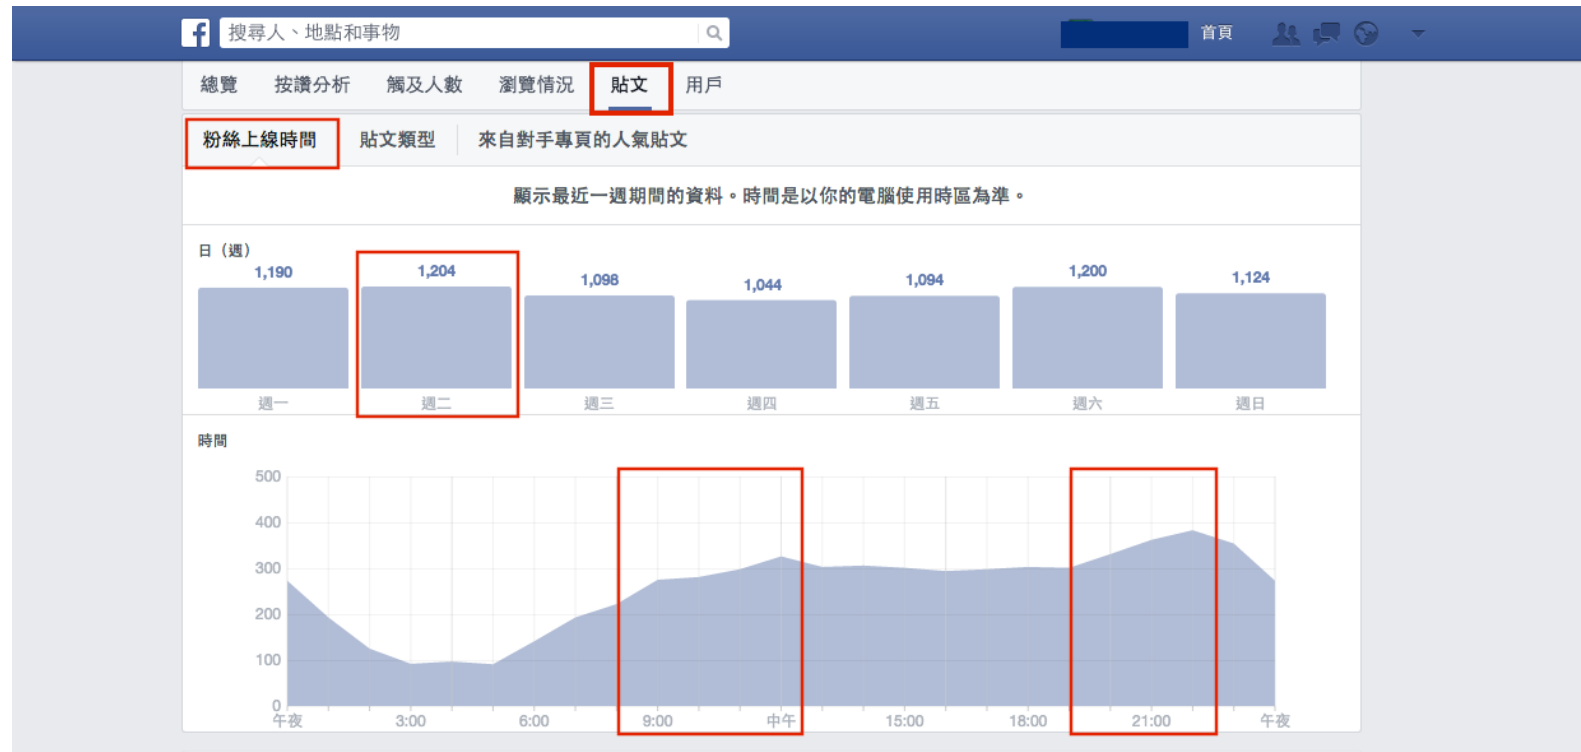 f 搜尋人、地點和事物 首頁
總覽 按讚分析 觸及人數 瀏覽情況 貼文 用戶
粉絲上線時間 貼文類型 來自對手專頁的人氣貼文
顯示最近一週期間的資料。時間是以你的電腦使用時區為準。
日（週）
1,190 1,204 1,098 1,044 1,094 1,200 1,124
週一 週二 週三 週四 週五 週六 週日
時間
500
400
300
200
100
0
午夜 3:00 6:00 9:00 中午 15:00 18:00 21:00 午夜